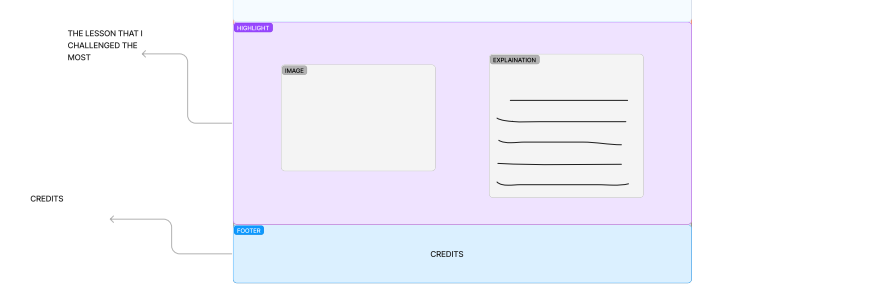 THE LESSON THAT I
CHALLENGED THE
MOST
HIGHLIGHT
IMAGE
EXPLAINATION
CREDITS
FOOTER
CREDITS